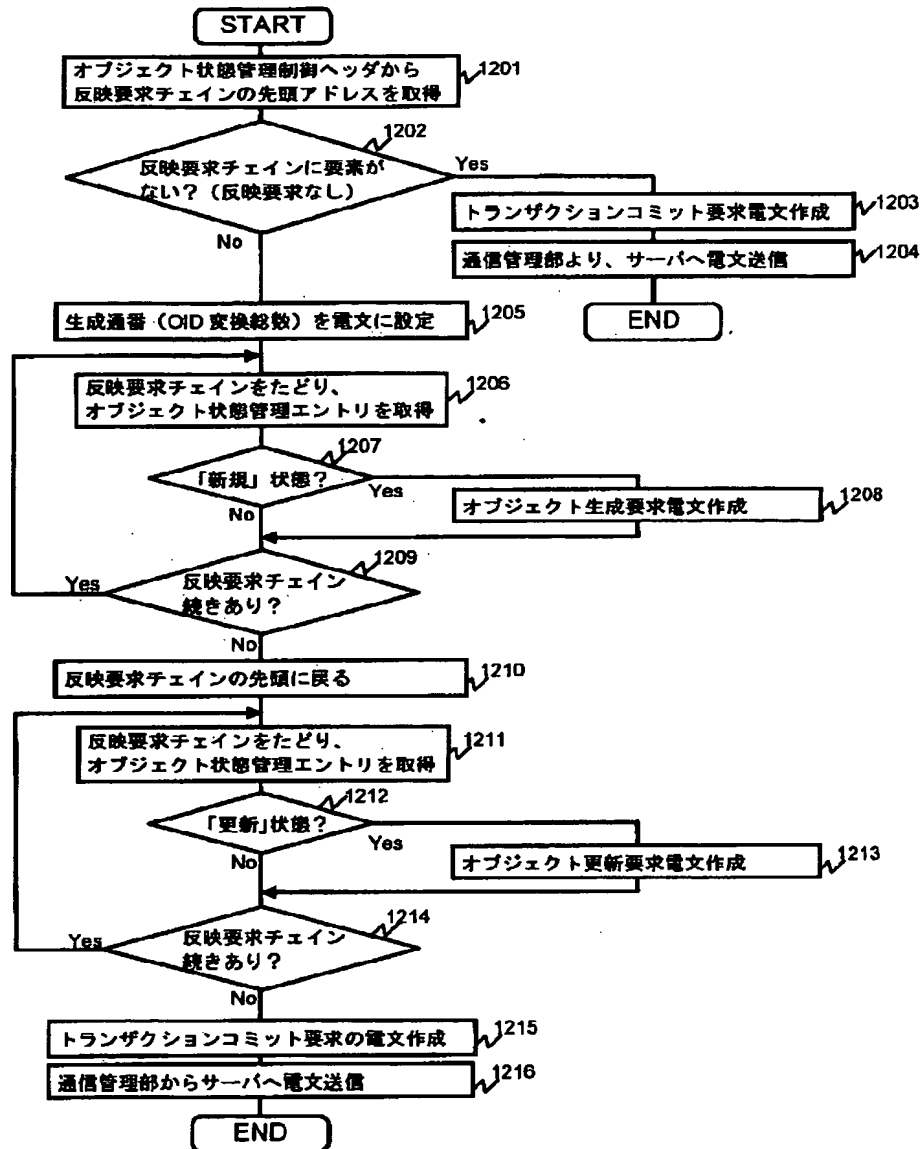 START
オブジェクト状態管理制御ヘッダから
反映要求チェインの先頭アドレスを取得
1201
1202
反映要求チェインに要素が
ない?(反映要求なし)
Yes
No
トランザクションコミット要求電文作成
1203
通信管理部より、サーバへ電文送信
1204
END
生成通番(OID変換総数)を電文に設定
1205
反映要求チェインをたどり、
オブジェクト状態管理エントリを取得
1206
1207
「新規」状態?
Yes
No
オブジェクト生成要求電文作成
1208
1209
反映要求チェイン
続きあり?
Yes
No
反映要求チェインの先頭に戻る
1210
反映要求チェインをたどり、
オブジェクト状態管理エントリを取得
1211
1212
「更新」状態?
Yes
No
オブジェクト更新要求電文作成
1213
1214
反映要求チェイン
続きあり?
Yes
No
トランザクションコミット要求の電文作成
1215
通信管理部からサーバへ電文送信
1216
END